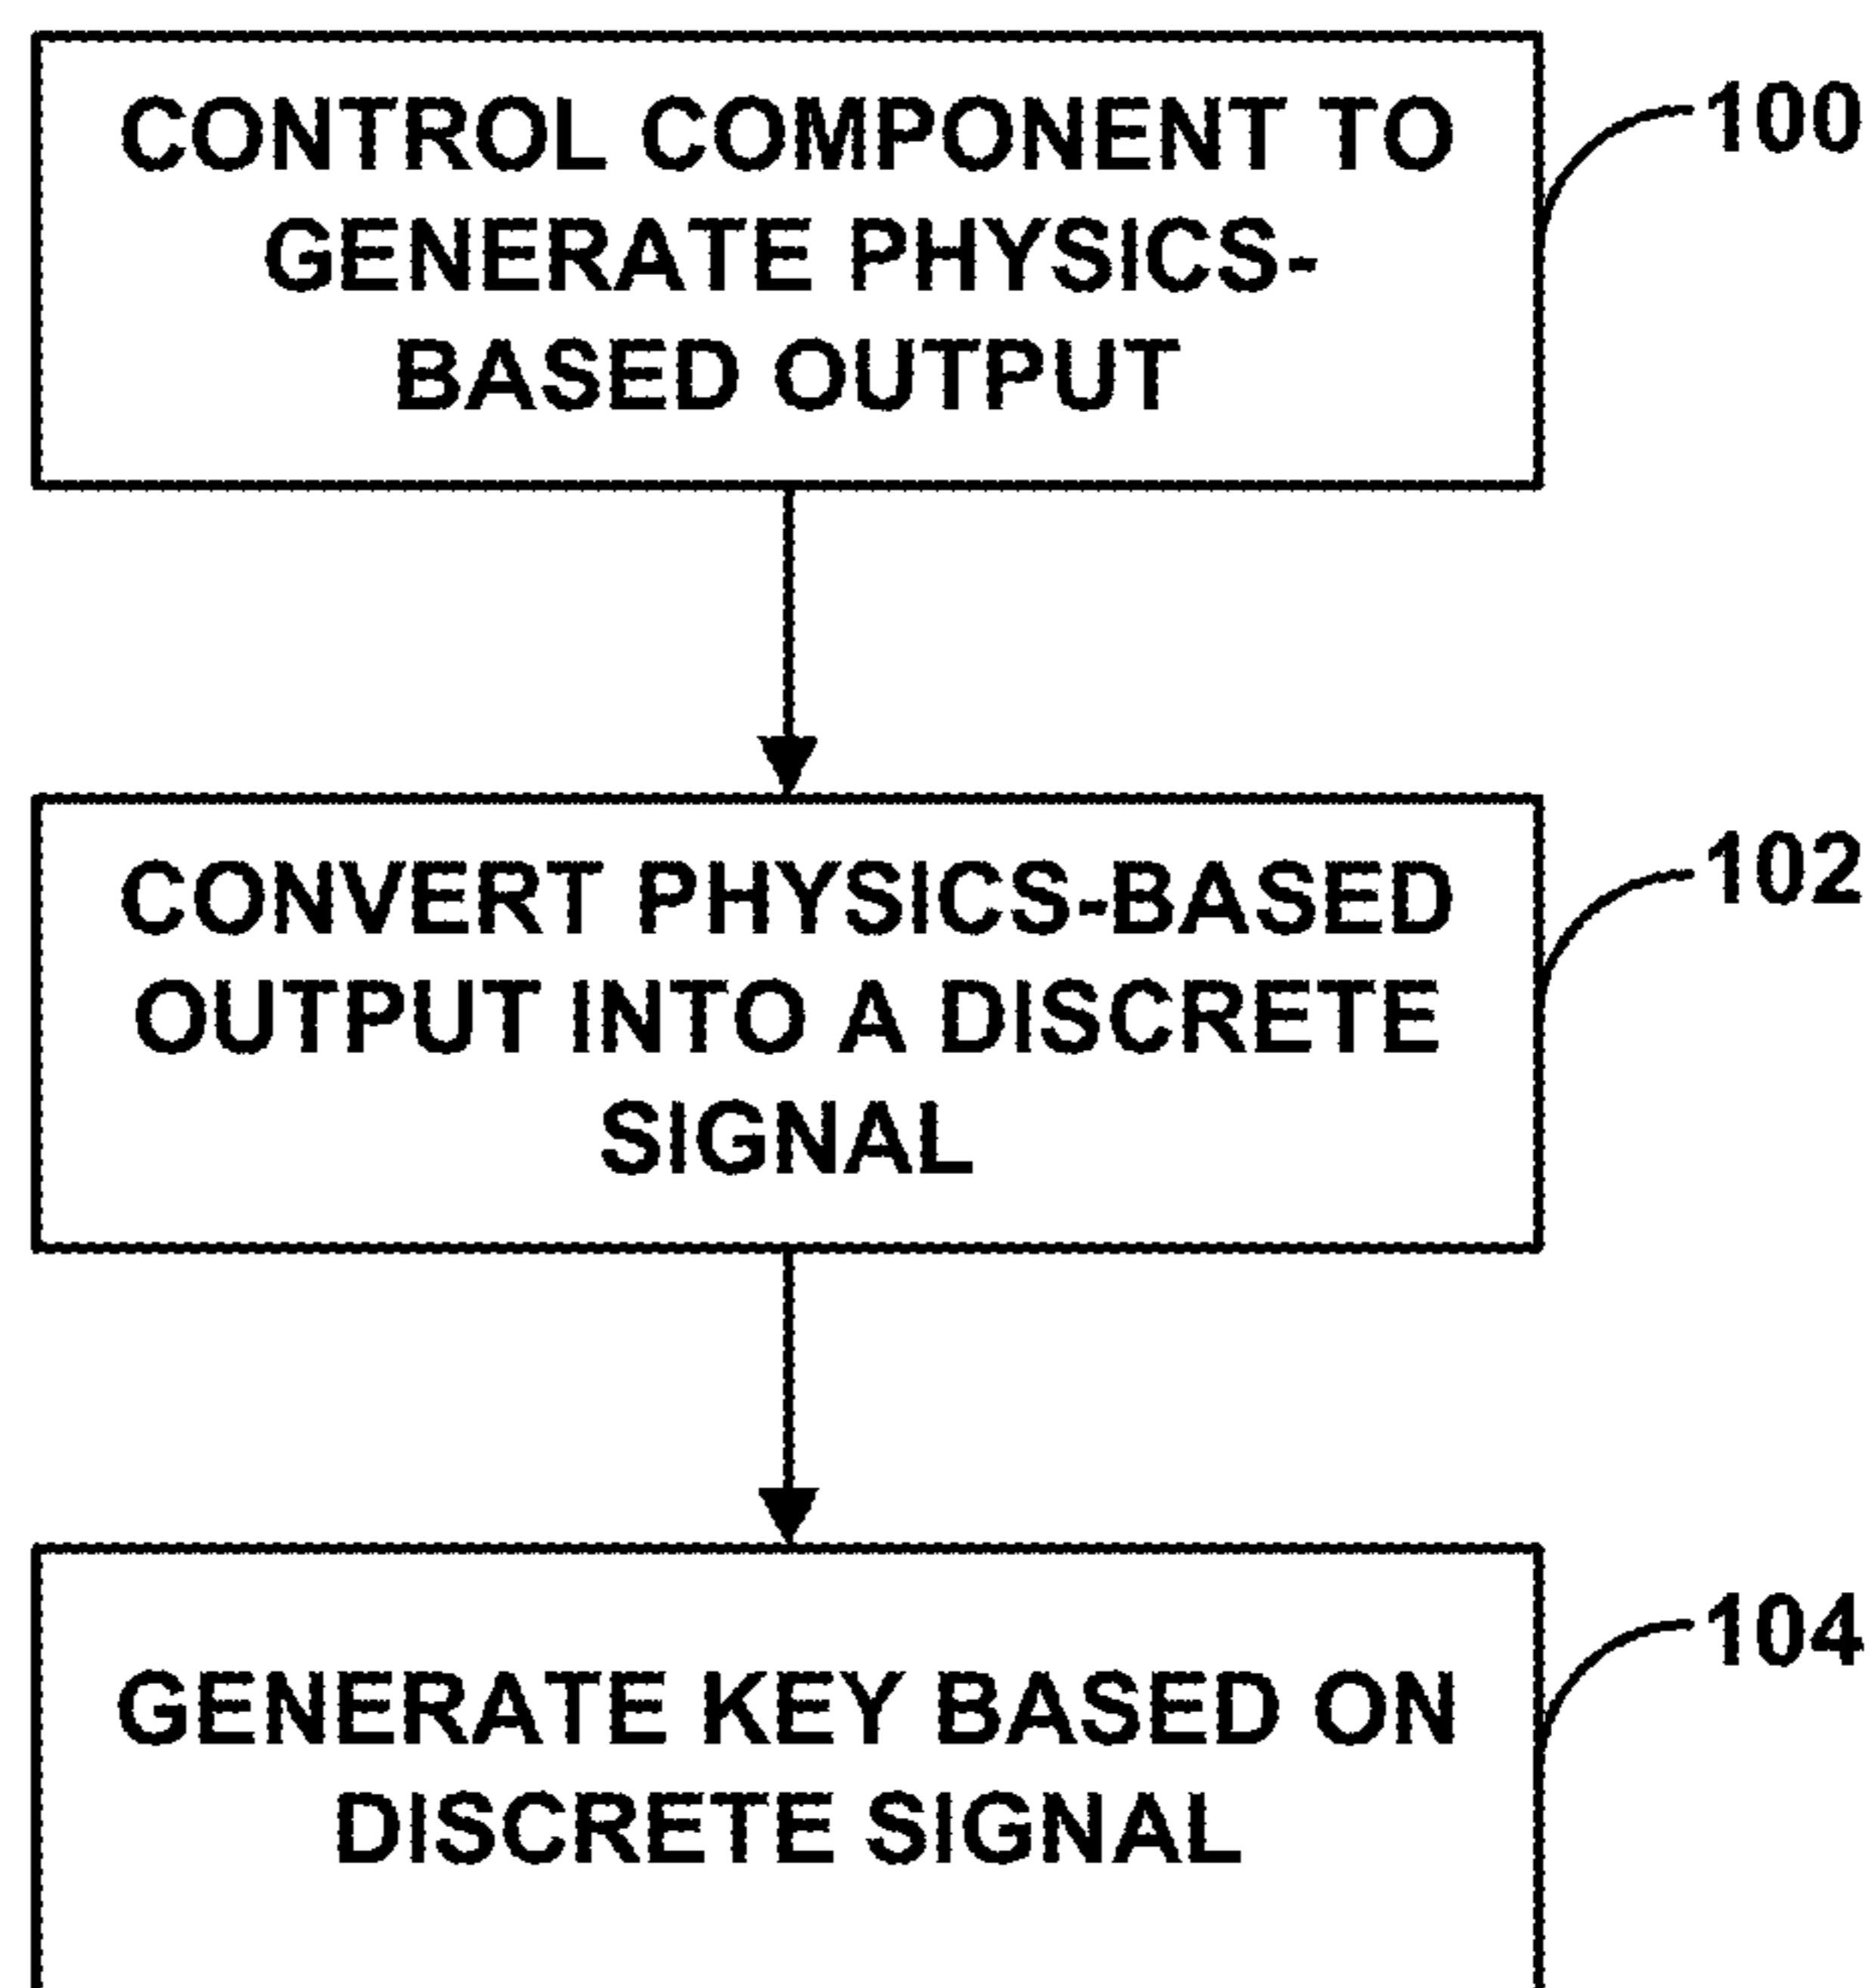 CONTROL COMPONENT TO
GENERATE PHYSICS-
BASED OUTPUT
100
CONVERT PHYSICS-BASED
OUTPUT INTO A DISCRETE
SIGNAL
102
GENERATE KEY BASED ON
DISCRETE SIGNAL
104